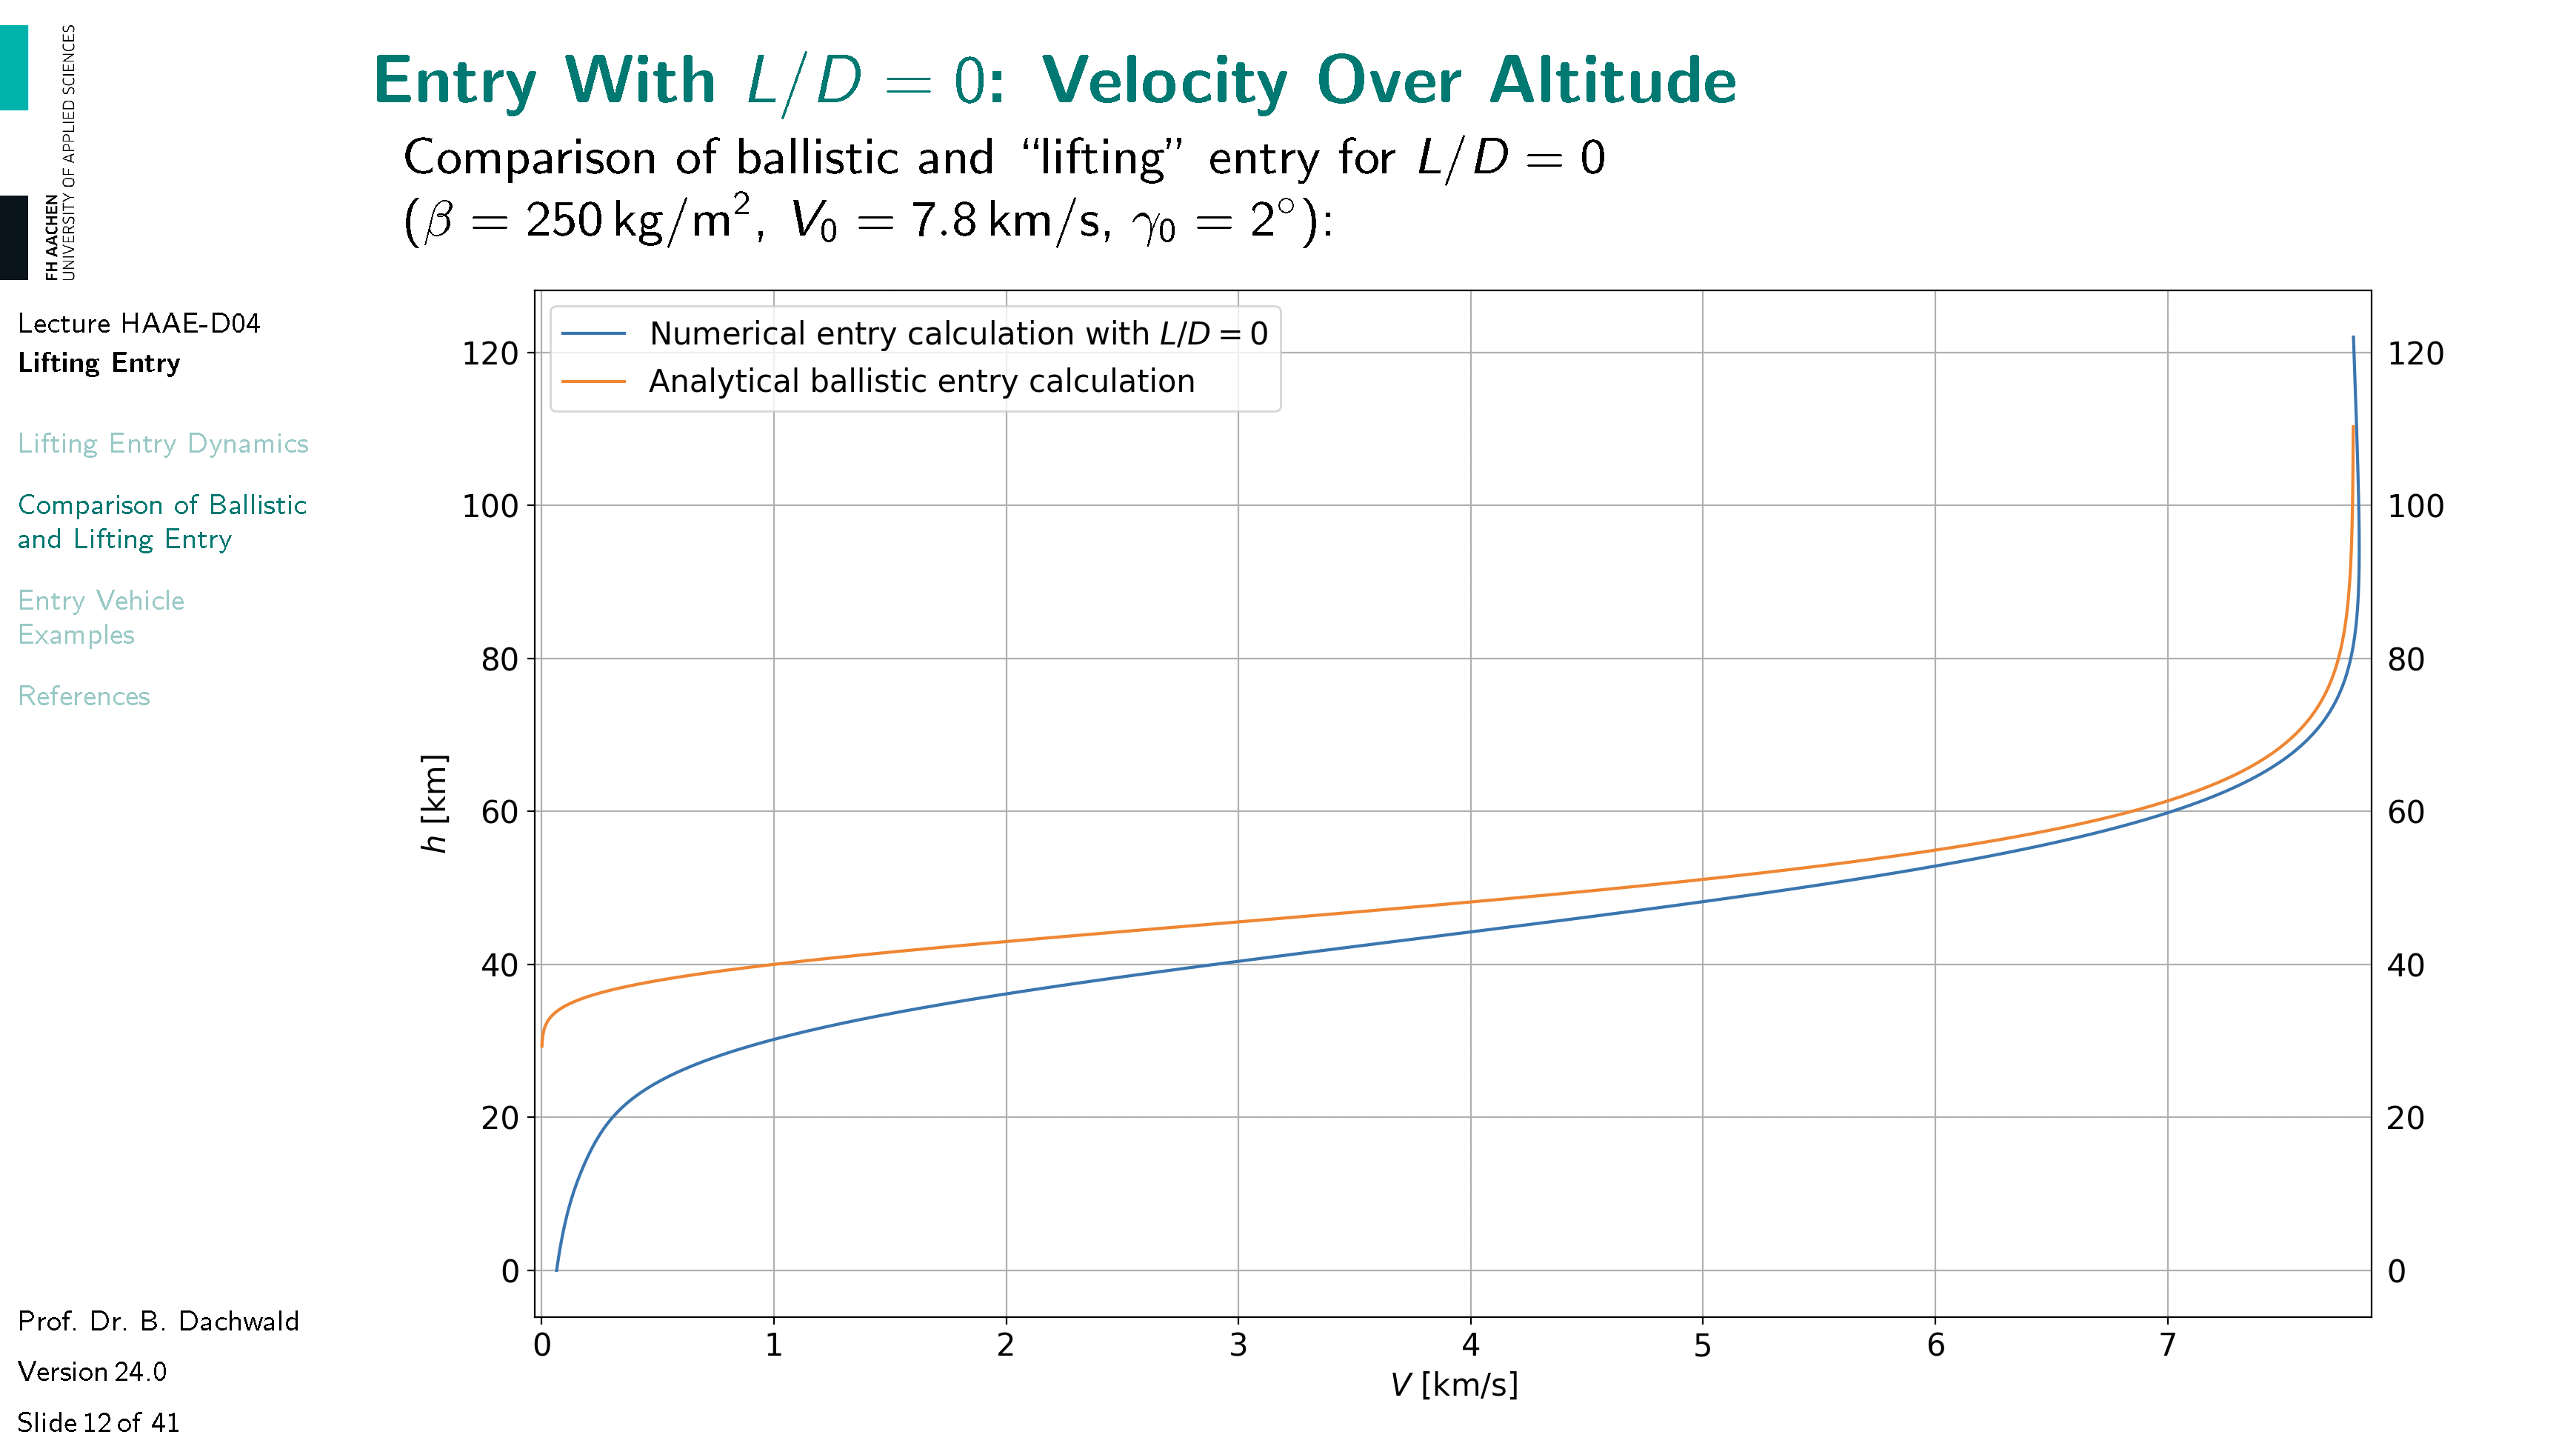 FH AACHEN
UNIVERSITY OF APPLIED SCIENCES
Entry With L/D = 0: Velocity Over Altitude
Comparison of ballistic and “lifting” entry for L/D = 0
(β = 250 kg/m², V₀ = 7.8 km/s, γ₀ = 2°):
Lecture HAAE-D04
Lifting Entry
Lifting Entry Dynamics
Comparison of Ballistic
and Lifting Entry
Entry Vehicle
Examples
References
Prof. Dr. B. Dachwald
Version 24.0
Slide 12 of 41
Numerical entry calculation with L/D = 0
Analytical ballistic entry calculation
h [km]
120
100
80
60
40
20
0
120
100
80
60
40
20
0
0 1 2 3 4 5 6 7
V [km/s]